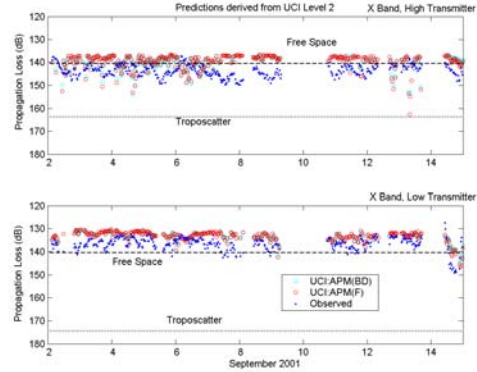 Predictions derived from UCI Level 2
X Band, High Transmitter
120
130
140
150
160
170
180
Propagation Loss (dB)
Free Space
Troposcatter
2 4 6 8 10 12 14
X Band, Low Transmitter
120
130
140
150
160
170
180
Propagation Loss (dB)
Free Space
UCI:APM(BD)
UCI:APM(F)
Observed
Troposcatter
2 4 6 8 10 12 14
September 2001